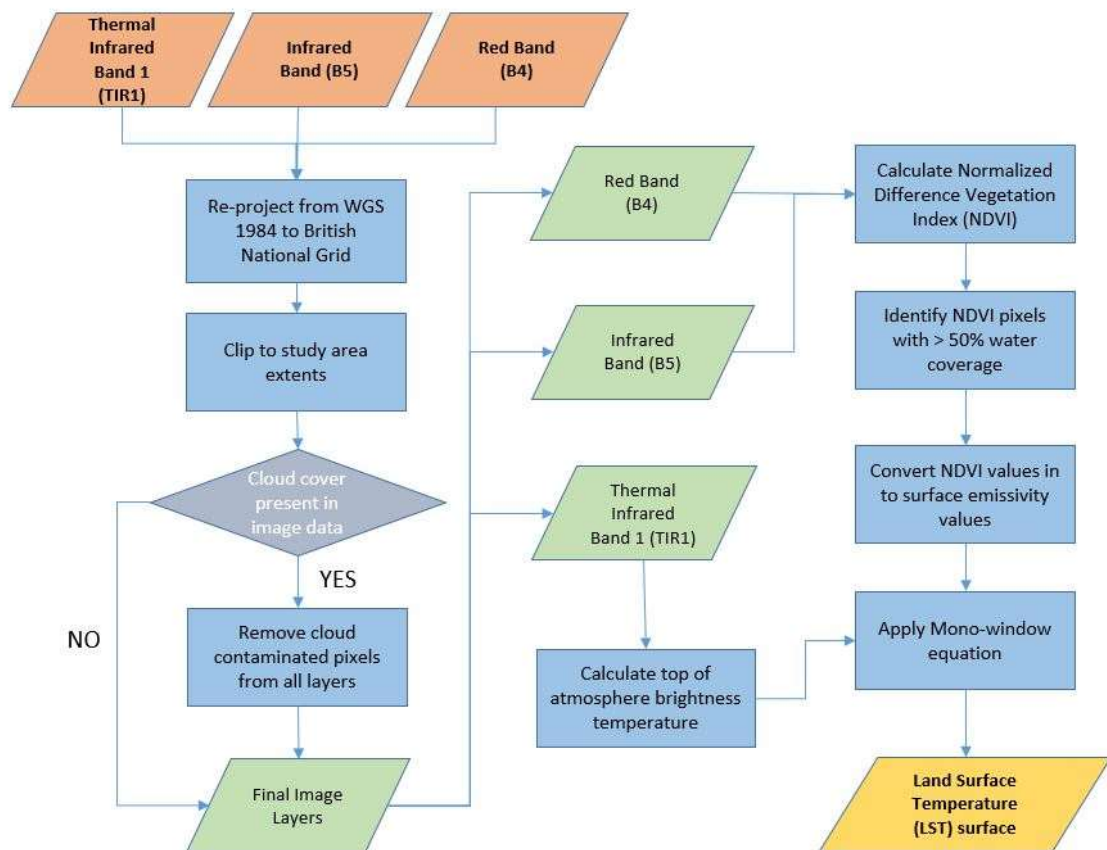 Thermal
Infrared
Band 1
(TIR1)
Infrared
Band (B5)
Red Band
(B4)
Re-project from WGS
1984 to British
National Grid
Clip to study area
extents
Cloud cover
present in
image data
YES
NO
Remove cloud
contaminated pixels
from all layers
Final Image
Layers
Red Band
(B4)
Infrared
Band (B5)
Thermal
Infrared
Band 1 (TIR1)
Calculate top of
atmosphere brightness
temperature
Calculate Normalized
Difference Vegetation
Index (NDVI)
Identify NDVI pixels
with > 50% water
coverage
Convert NDVI values in
to surface emissivity
values
Apply Mono-window
equation
Land Surface
Temperature
(LST) surface